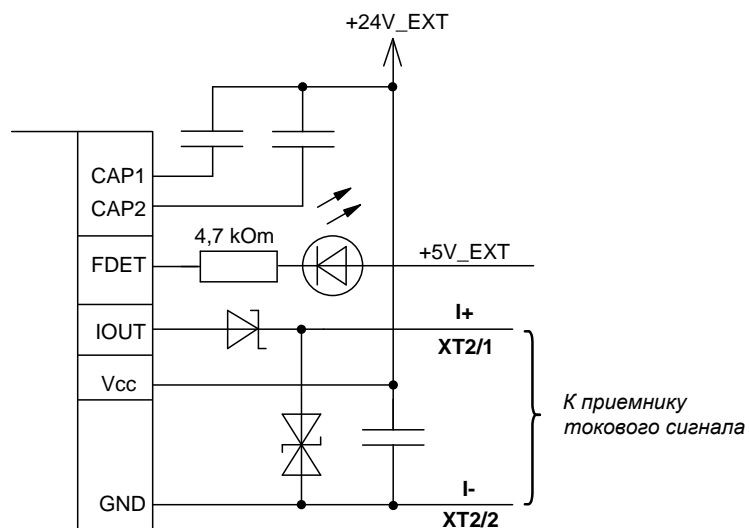 +24V_EXT
CAP1
CAP2
4,7 kOm
FDET
+5V_EXT
IOUT
I+
XT2/1
Vcc
К приемнику
токового сигнала
GND
I-
XT2/2